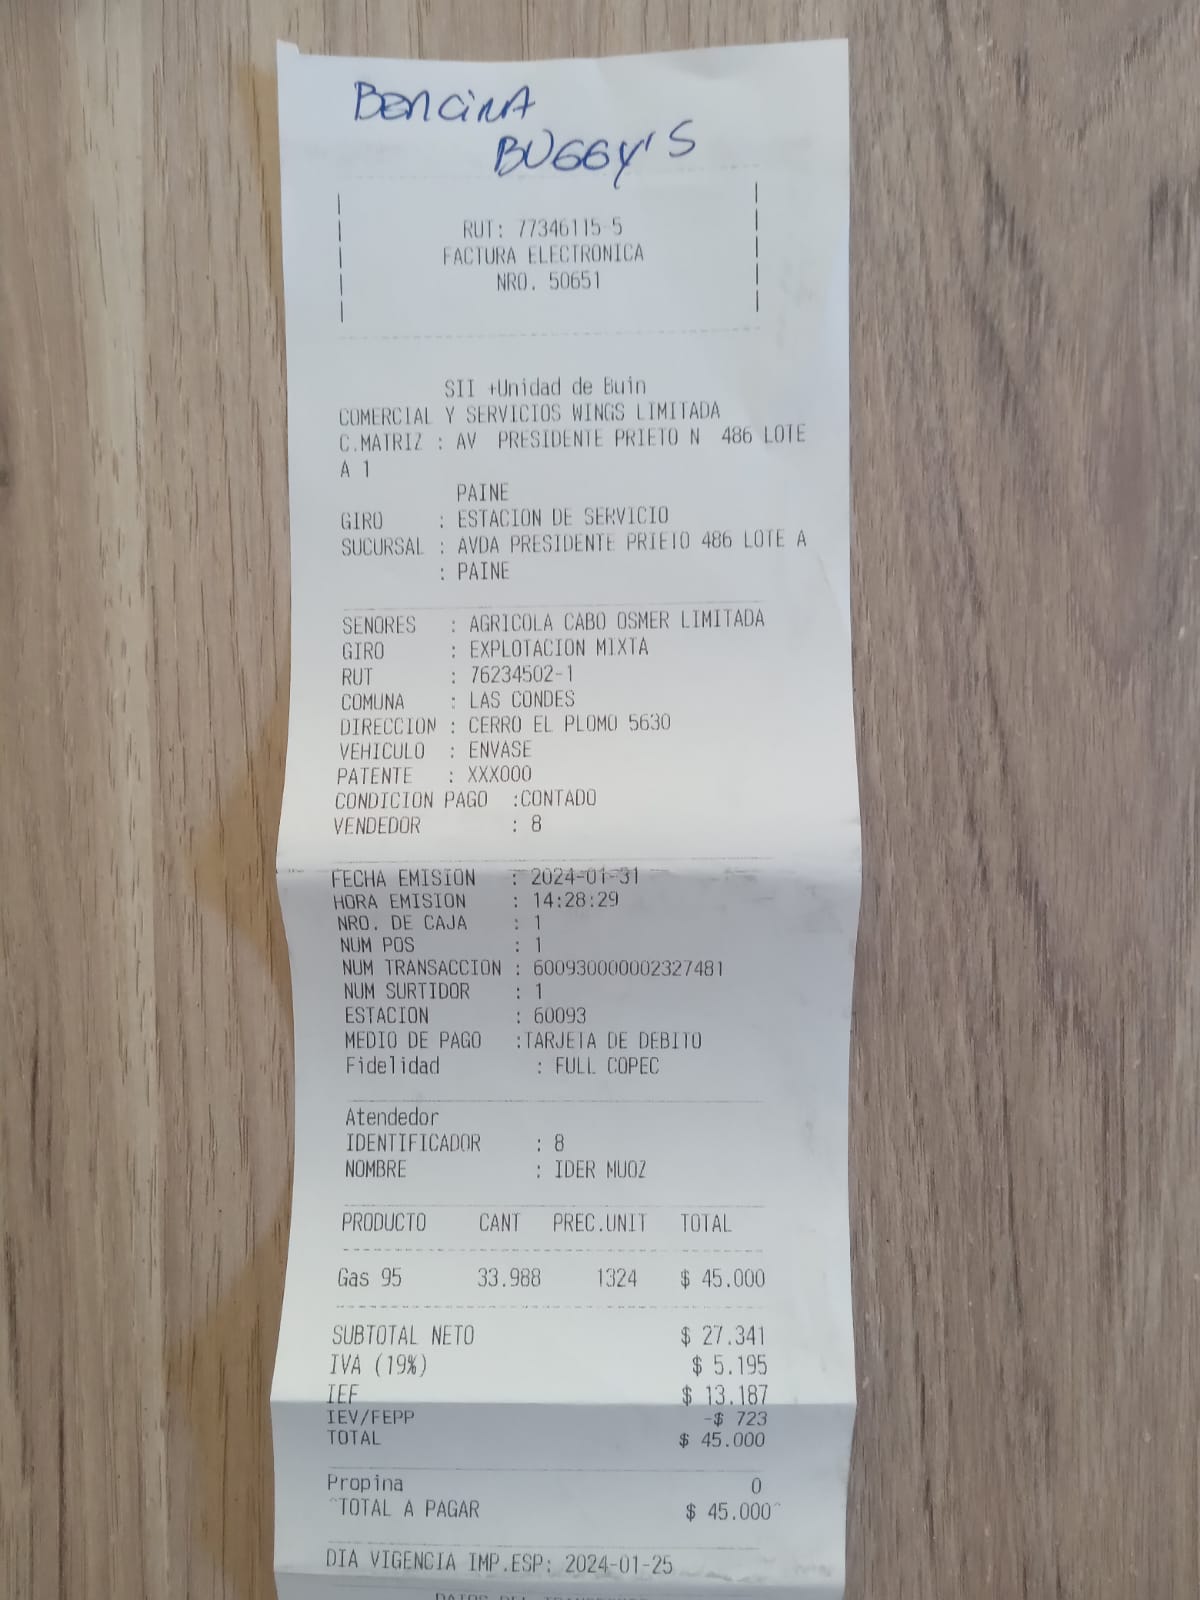 BENCINA
BUGGY'S
RUT: 77346115-5
FACTURA ELECTRONICA
NRO. 50651
SII +Unidad de Buin
COMERCIAL Y SERVICIOS WINGS LIMITADA
C.MATRIZ : AV PRESIDENTE PRIETO N 486 LOTE
A 1
PAINE
GIRO : ESTACION DE SERVICIO
SUCURSAL : AVDA PRESIDENTE PRIETO 486 LOTE A
: PAINE
SENORES : AGRICOLA CABO OSMER LIMITADA
GIRO : EXPLOTACION MIXTA
RUT : 76234502-1
COMUNA : LAS CONDES
DIRECCION : CERRO EL PLOMO 5630
VEHICULO : ENVASE
PATENTE : XXX000
CONDICION PAGO :CONTADO
VENDEDOR : 8
FECHA EMISION : 2024-01-31
HORA EMISION : 14:28:29
NRO. DE CAJA : 1
NUM POS : 1
NUM TRANSACCION : 600930000002327481
NUM SURTIDOR : 1
ESTACION : 60093
MEDIO DE PAGO :TARJETA DE DEBITO
Fidelidad : FULL COPEC
Atendedor
IDENTIFICADOR : 8
NOMBRE : IDER MUOZ
PRODUCTO CANT PREC.UNIT TOTAL
Gas 95 33.988 1324 $ 45.000
SUBTOTAL NETO $ 27.341
IVA (19%) $ 5.195
IEF $ 13.187
IEV/FEPP -$ 723
TOTAL $ 45.000
Propina 0
¨TOTAL A PAGAR $ 45.000¨
DIA VIGENCIA IMP.ESP: 2024-01-25